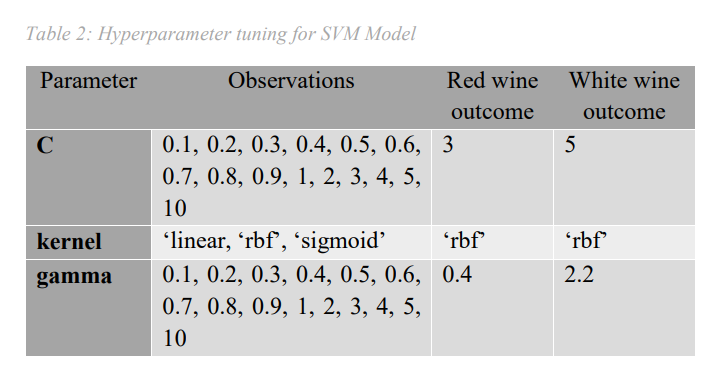 Table 2: Hyperparameter tuning for SVM Model
Parameter Observations Red wine White wine
outcome outcome
C 0.1, 0.2, 0.3, 0.4, 0.5, 0.6, 3 5
0.7, 0.8, 0.9, 1, 2, 3, 4, 5,
10
kernel ‘linear, ‘rbf’, ‘sigmoid’ ‘rbf’ ‘rbf’
gamma 0.1, 0.2, 0.3, 0.4, 0.5, 0.6, 0.4 2.2
0.7, 0.8, 0.9, 1, 2, 3, 4, 5,
10